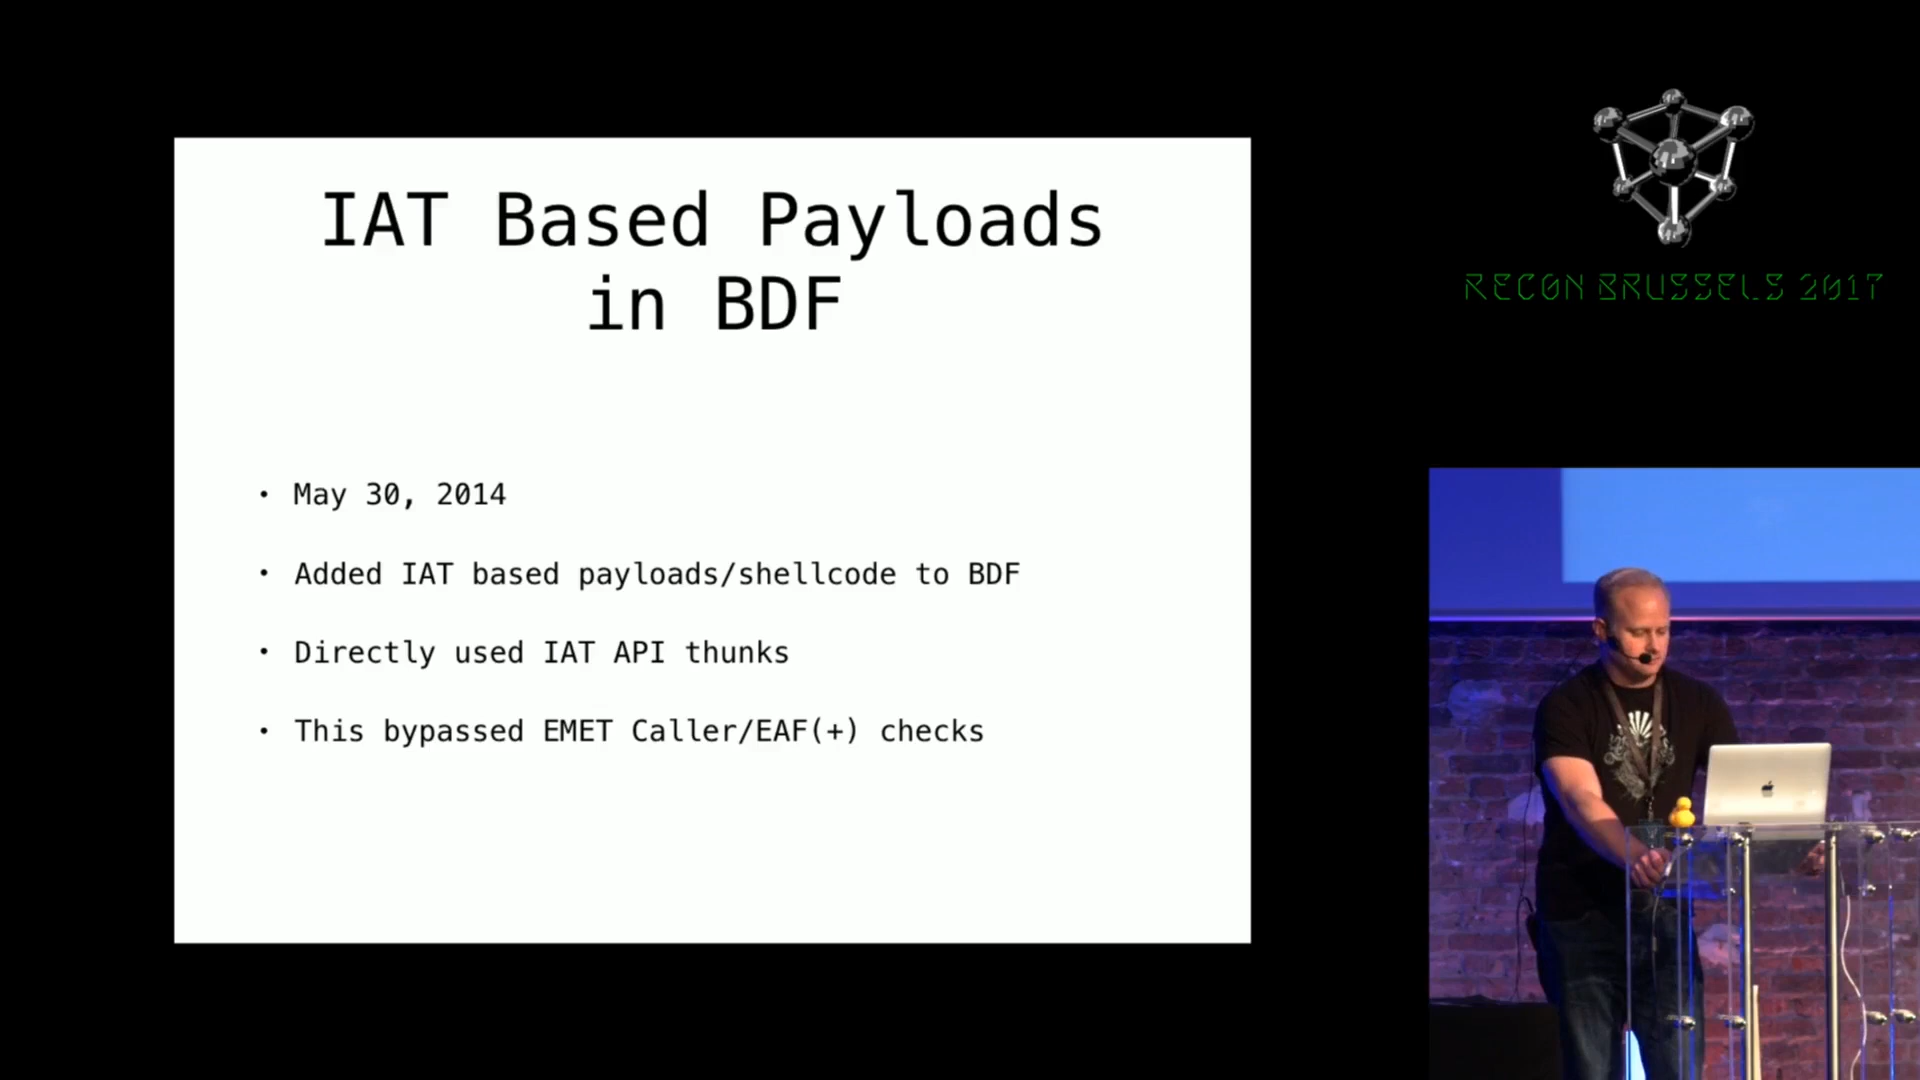 IAT Based Payloads
in BDF
• May 30, 2014
• Added IAT based payloads/shellcode to BDF
• Directly used IAT API thunks
• This bypassed EMET Caller/EAF(+) checks
RECON BRUSSELS 2017